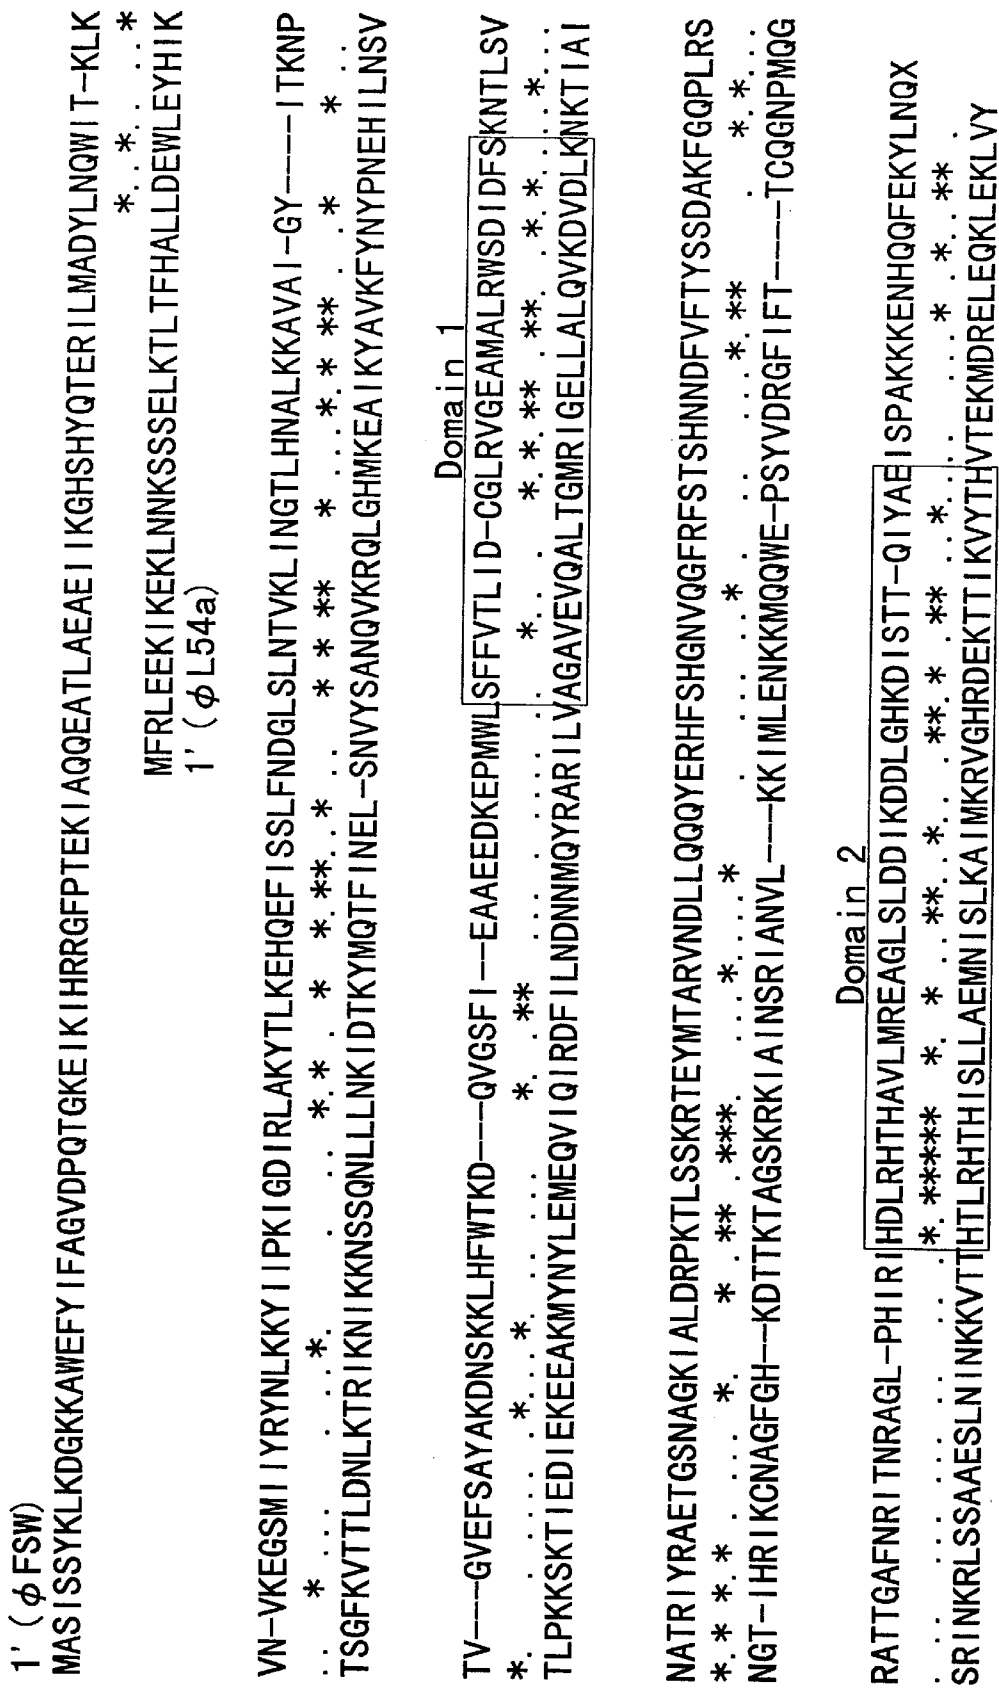 1' (ϕFSW)
MASISSYKLKDGKKAWEFYIFAGVDPQTGKEIKIHRRGFPTEKIAQQEATLAEAEIIKGHSHYQTERILMADYLNQWIT-KLK
*..*.. ...*
MFRLEEKIKEKLNNKSSSELKTLTFHALLDEWLEYHIK
1' (ϕL54a)
VN-VKEGSMIIYRYNLKKYIIPKIGDIRLAKYTLKEHQEFISSLFNDGLSLNTVKLINGTLHNALKKAVAI-GY----ITKNP
.. ....* .. . ...* . .. *.* . * *.**..* .. * * ** * ...*.* ** . * * ..
TSGFKVTTLDNLKTRIKNIKKNSSQNLLLNKIDTKYMQTFINEL-SNVYSANQVKRQLGHMKEAIKYAVKFYNYPNEHILNSV
Domain 1
TV---GVEFSAYAKDNSKKLHFWTKD---QVGSFI--EAAEEDKEPMWLSFFVTLID-CGLRVGEAMALRWSDIDFSKNTLSV
*. .. ...*...*.. .... *. .** .... . .... .. *.. . *.*.** .** .*.*....*...
TLPKKSKTIEDIEKEEAKMYNYLEMEQVIQIRDFILNDNNMQYRARILVAGAVEVQALTGMRIGELLALQVKDVDLKNKTIAI
NATRIYRAETGSNAGKIALDRPKTLSSKRTEYMTARVNDLLQQQYERHFSHGNVQGFRFSTSHNNDFVFTYSSDAKFGQPLRS
*.* *.* ... .. *. * .** .***. ...*.... * . .... .. * .... ...*.** . *.*...
NGT-IHRIKCNAGFGH--KDTTKTAGSKRKIAINSRIANVL---KKIMLENKKMQQWE-PSYVDRGFIFT----TCQGNPMQG
Domain 2
RATTGAFNRITNRAGL-PHIRIHDLRHTHAVLMREAGLSLDDIKDDLGHKDISTT-QIYAEISPAKKKENHQQFEKYLNQX
. ... .... .. .. . *.***** *. * ..**..*.. **.* .** ...*... .... * .*..** .
SRINKRLSSAAESLNINKKVTTHTLRHTHISLLAEMNISLKAIMKRVGHRDEKTTIKVYTHVTEKMDRELEQKLEKLVY